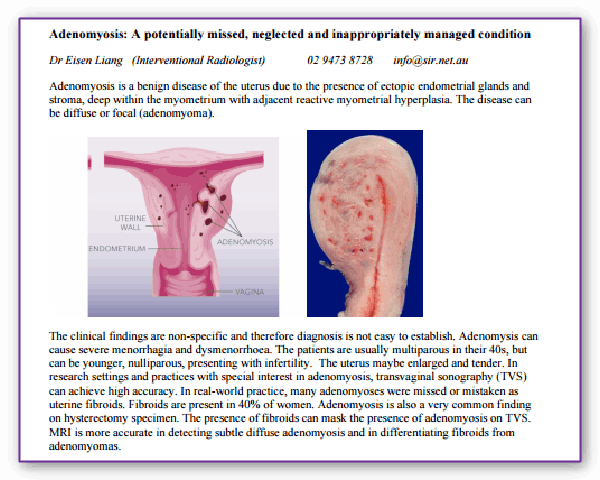 Adenomyosis: A potentially missed, neglected and inappropriately managed condition
Dr Eisen Liang (Interventional Radiologist) 02 9473 8728 info@sir.net.au
Adenomyosis is a benign disease of the uterus due to the presence of ectopic endometrial glands and
stroma, deep within the myometrium with adjacent reactive myometrial hyperplasia. The disease can
be diffuse or focal (adenomyoma).
UTERINE
WALL
ADENOMYOSIS
ENDOMETRIUM
VAGINA
The clinical findings are non-specific and therefore diagnosis is not easy to establish. Adenomysis can
cause severe menorrhagia and dysmenorrhoea. The patients are usually multiparous in their 40s, but
can be younger, nulliparous, presenting with infertility. The uterus maybe enlarged and tender. In
research settings and practices with special interest in adenomyosis, transvaginal sonography (TVS)
can achieve high accuracy. In real-world practice, many adenomyoses were missed or mistaken as
uterine fibroids. Fibroids are present in 40% of women. Adenomyosis is also a very common finding
on hysterectomy specimen. The presence of fibroids can mask the presence of adenomyosis on TVS.
MRI is more accurate in detecting subtle diffuse adenomyosis and in differentiating fibroids from
adenomyomas.